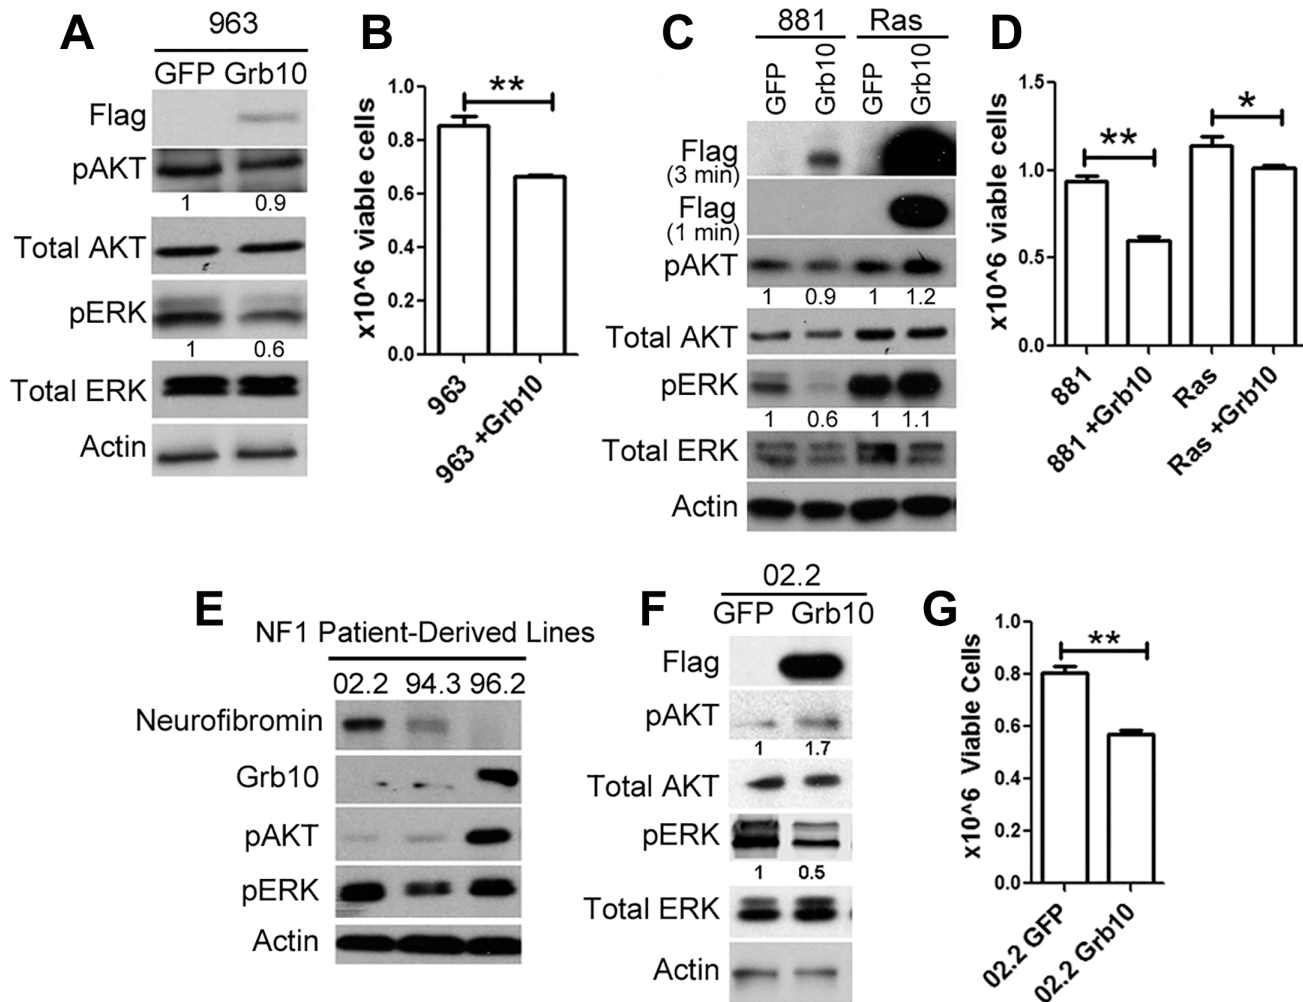 A
963
GFP Grb10
Flag
pAKT
1 0.9
Total AKT
pERK
1 0.6
Total ERK
Actin
B
x10^6 viable cells
1.0
0.8
0.6
0.4
0.2
0.0
**
963
963 +Grb10
C
881 Ras
GFP Grb10 GFP Grb10
Flag
(3 min)
Flag
(1 min)
pAKT
1 0.9 1 1.2
Total AKT
pERK
1 0.6 1 1.1
Total ERK
Actin
D
x10^6 viable cells
1.5
1.0
0.5
0.0
** *
881
881 +Grb10
Ras
Ras +Grb10
E
NF1 Patient-Derived Lines
02.2 94.3 96.2
Neurofibromin
Grb10
pAKT
pERK
Actin
F
02.2
GFP Grb10
Flag
pAKT
1 1.7
Total AKT
pERK
1 0.5
Total ERK
Actin
G
x10^6 Viable Cells
1.0
0.8
0.6
0.4
0.2
0.0
**
02.2 GFP
02.2 Grb10